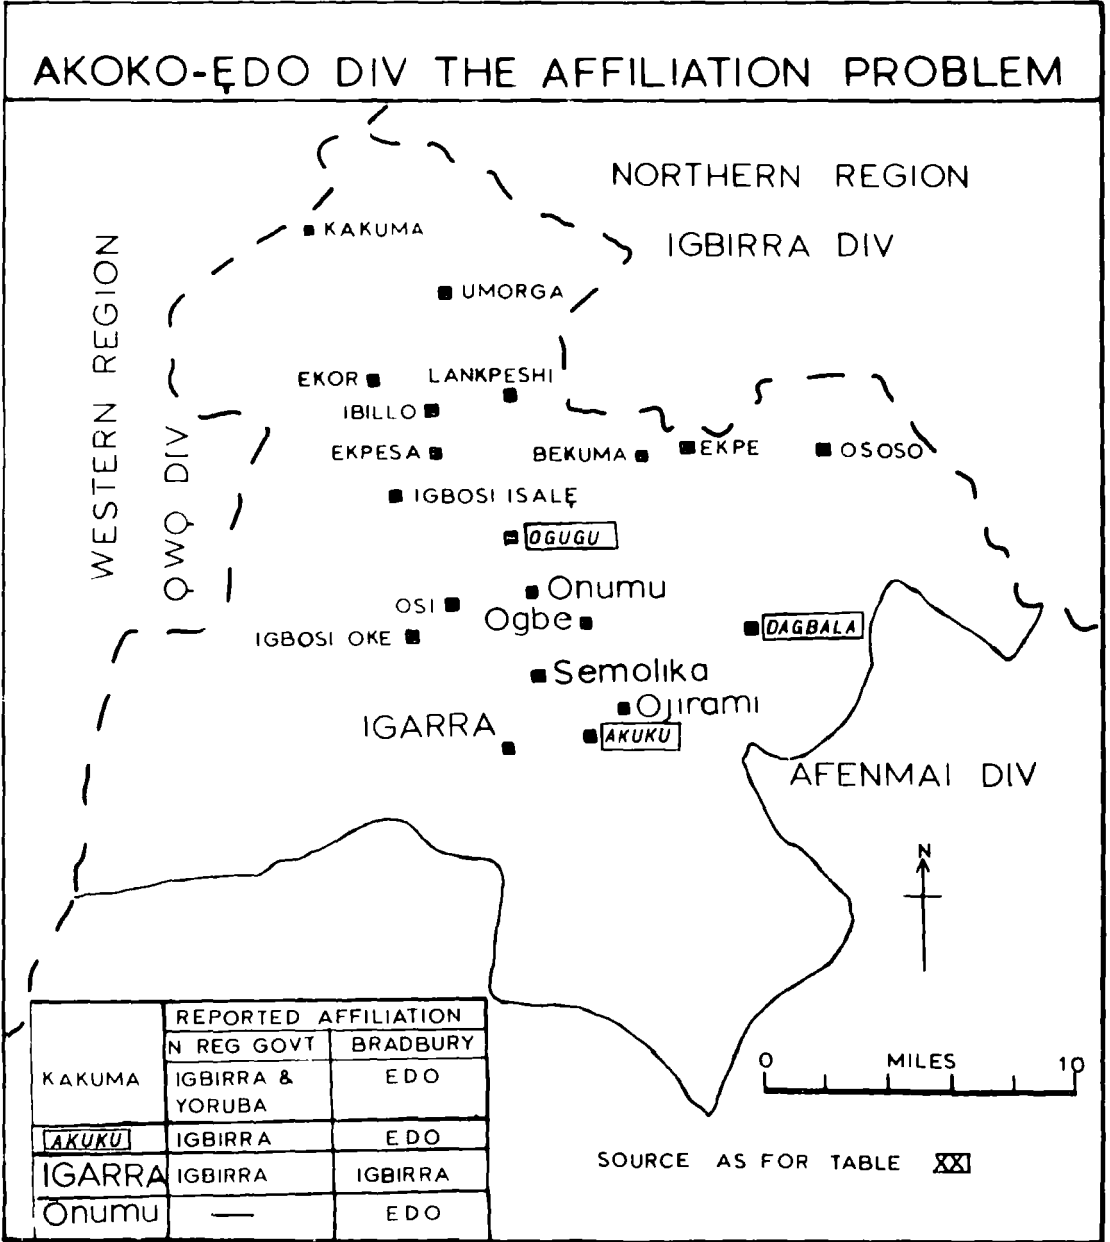 AKOKO-ẸDO DIV THE AFFILIATION PROBLEM
NORTHERN REGION
IGBIRRA DIV
WESTERN REGION
ỌWỌ DIV
KAKUMA
UMORGA
EKOR
LANKPESHI
IBILLO
EKPESA
BEKUMA
EKPE
OSOSO
IGBOSI ISALẸ
OGUGU
Onumu
OSI
Ogbe
IGBOSI OKE
DAGBALA
Semolika
Ojirami
IGARRA
AKUKU
AFENMAI DIV
N
0 MILES 10
SOURCE AS FOR TABLE XXI
REPORTED AFFILIATION
N REG GOVT BRADBURY
KAKUMA IGBIRRA & EDO
YORUBA
AKUKU IGBIRRA EDO
IGARRA IGBIRRA IGBIRRA
Onumu — EDO